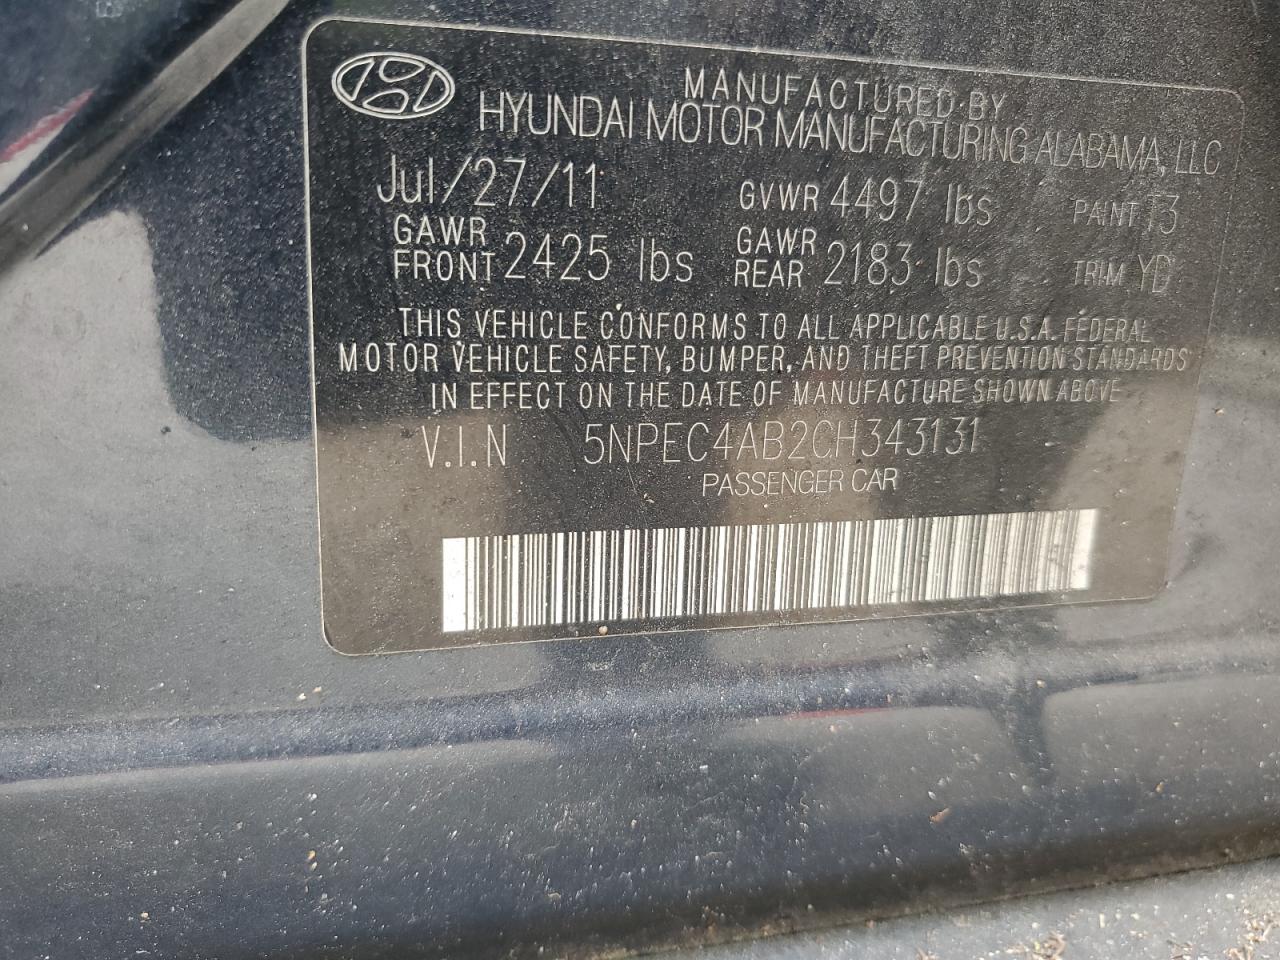 MANUFACTURED BY
HYUNDAI MOTOR MANUFACTURING ALABAMA, LLC
Jul/27/11 GVWR 4497 lbs PAINT T3
GAWR FRONT 2425 lbs GAWR REAR 2183 lbs TRIM YD
THIS VEHICLE CONFORMS TO ALL APPLICABLE U.S.A. FEDERAL
MOTOR VEHICLE SAFETY, BUMPER, AND THEFT PREVENTION STANDARDS
IN EFFECT ON THE DATE OF MANUFACTURE SHOWN ABOVE
V.I.N 5NPEC4AB2CH343131
PASSENGER CAR